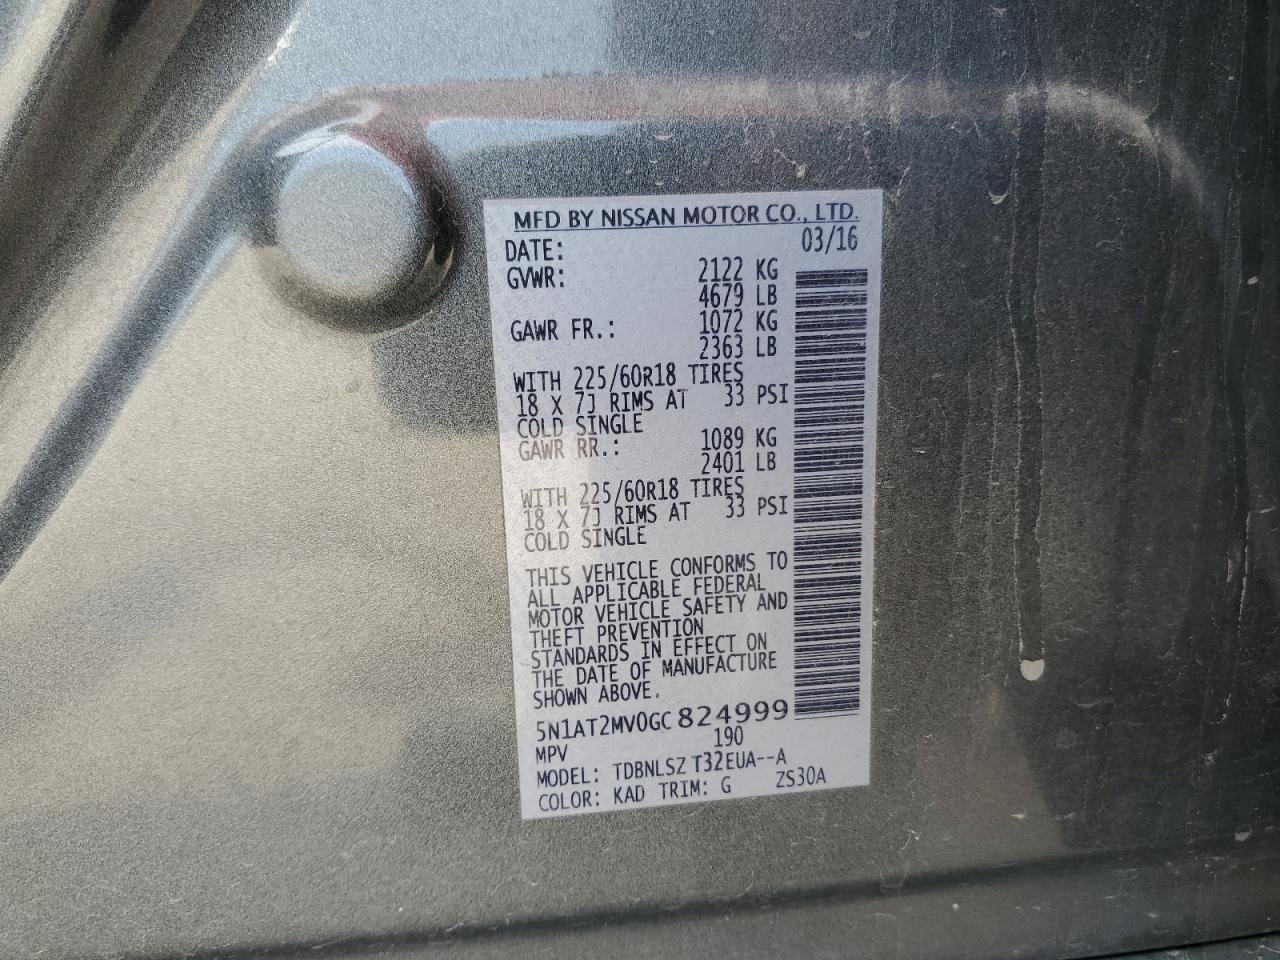 MFD BY NISSAN MOTOR CO., LTD.
DATE: 03/16
GVWR: 2122 KG
4679 LB
GAWR FR.: 1072 KG
2363 LB
WITH 225/60R18 TIRES
18 X 7J RIMS AT 33 PSI
COLD SINGLE
GAWR RR.: 1089 KG
2401 LB
WITH 225/60R18 TIRES
18 X 7J RIMS AT 33 PSI
COLD SINGLE
THIS VEHICLE CONFORMS TO
ALL APPLICABLE FEDERAL
MOTOR VEHICLE SAFETY AND
THEFT PREVENTION
STANDARDS IN EFFECT ON
THE DATE OF MANUFACTURE
SHOWN ABOVE.
5N1AT2MV0GC824999
MPV 190
MODEL: TDBNLSZ T32EUA--A
COLOR: KAD TRIM: G ZS30A